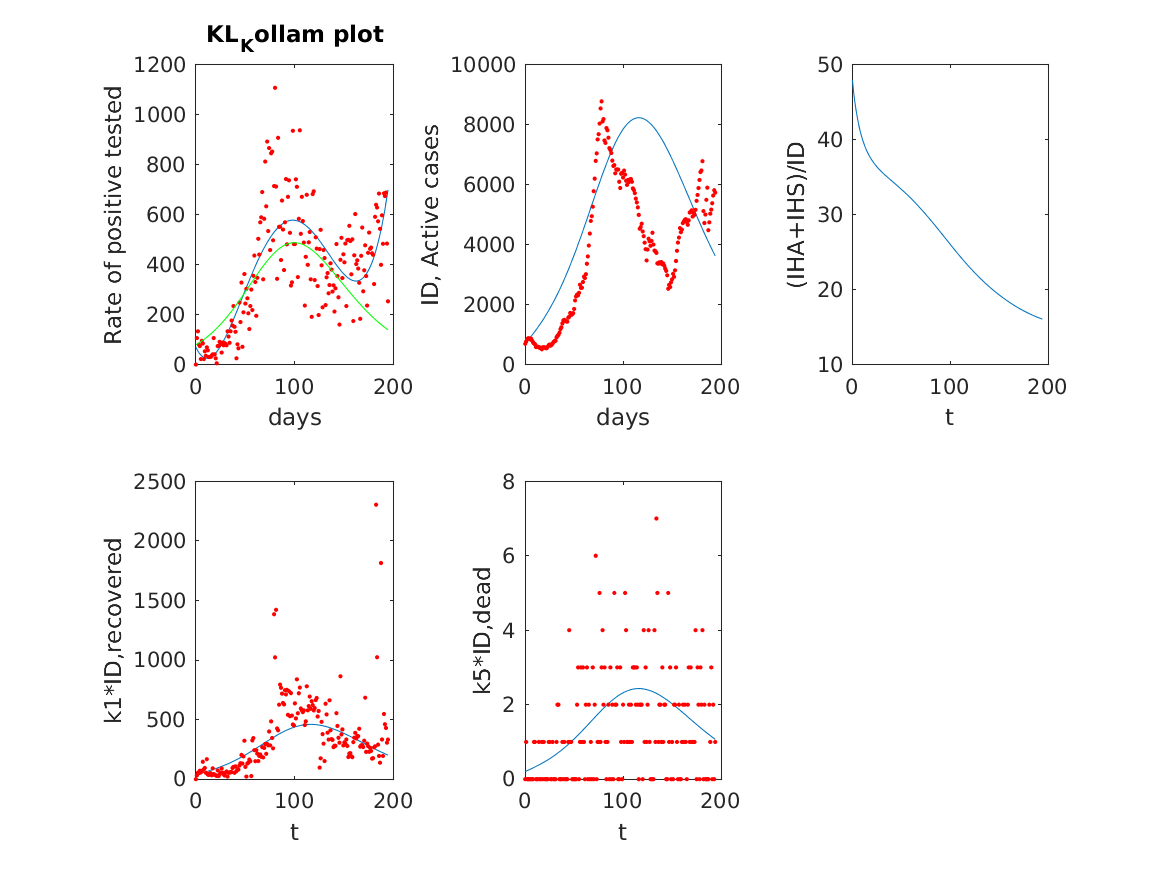 KL_Kollam plot
1200
1000
800
600
400
200
0
0 100 200
days
Rate of positive tested
10000
8000
6000
4000
2000
0
0 100 200
days
ID, Active cases
50
40
30
20
10
0 100 200
t
(IHA+IHS)/ID
2500
2000
1500
1000
500
0
0 100 200
t
k1*ID,recovered
8
6
4
2
0
0 100 200
t
k5*ID,dead